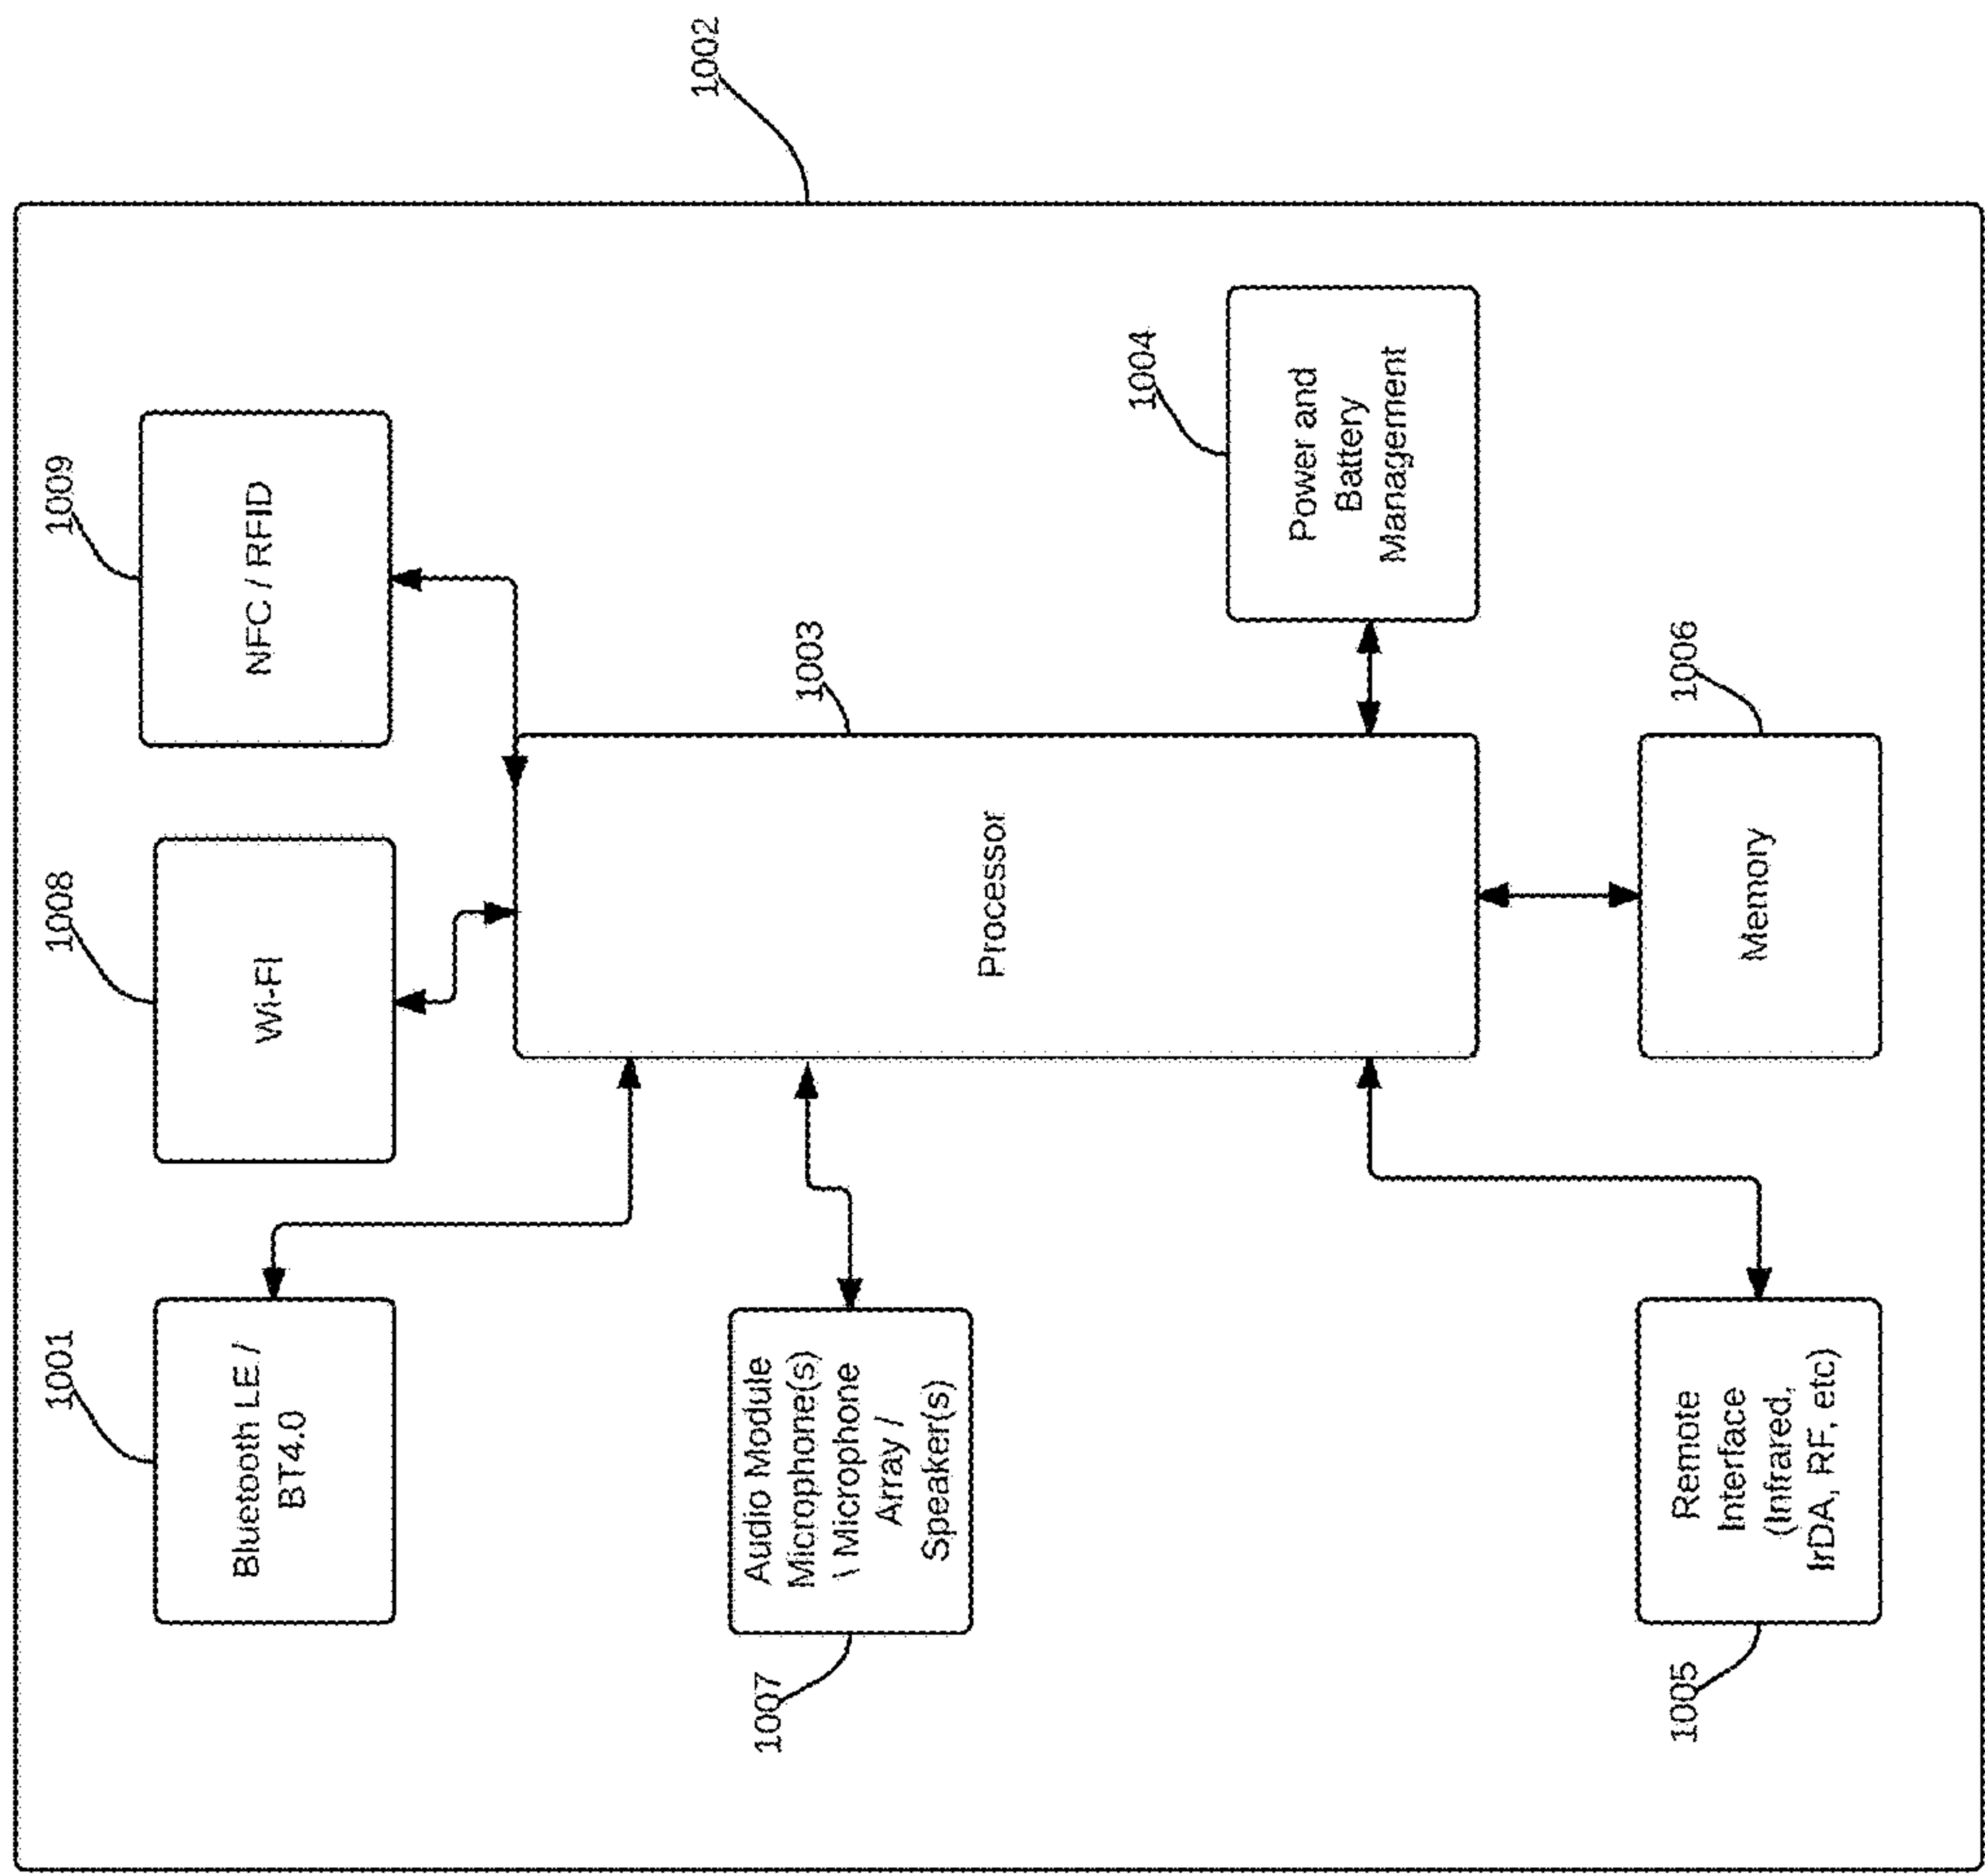 1001
Bluetooth LE /
BT4.0
1008
Wi-Fi
1009
NFC / RFID
1002
1007
Audio Module
Microphone(s)
\ Microphone
Array /
Speaker(s)
Processor
1003
1004
Power and
Battery
Management
1005
Remote
Interface
(Infrared,
IrDA, RF, etc)
Memory
1006